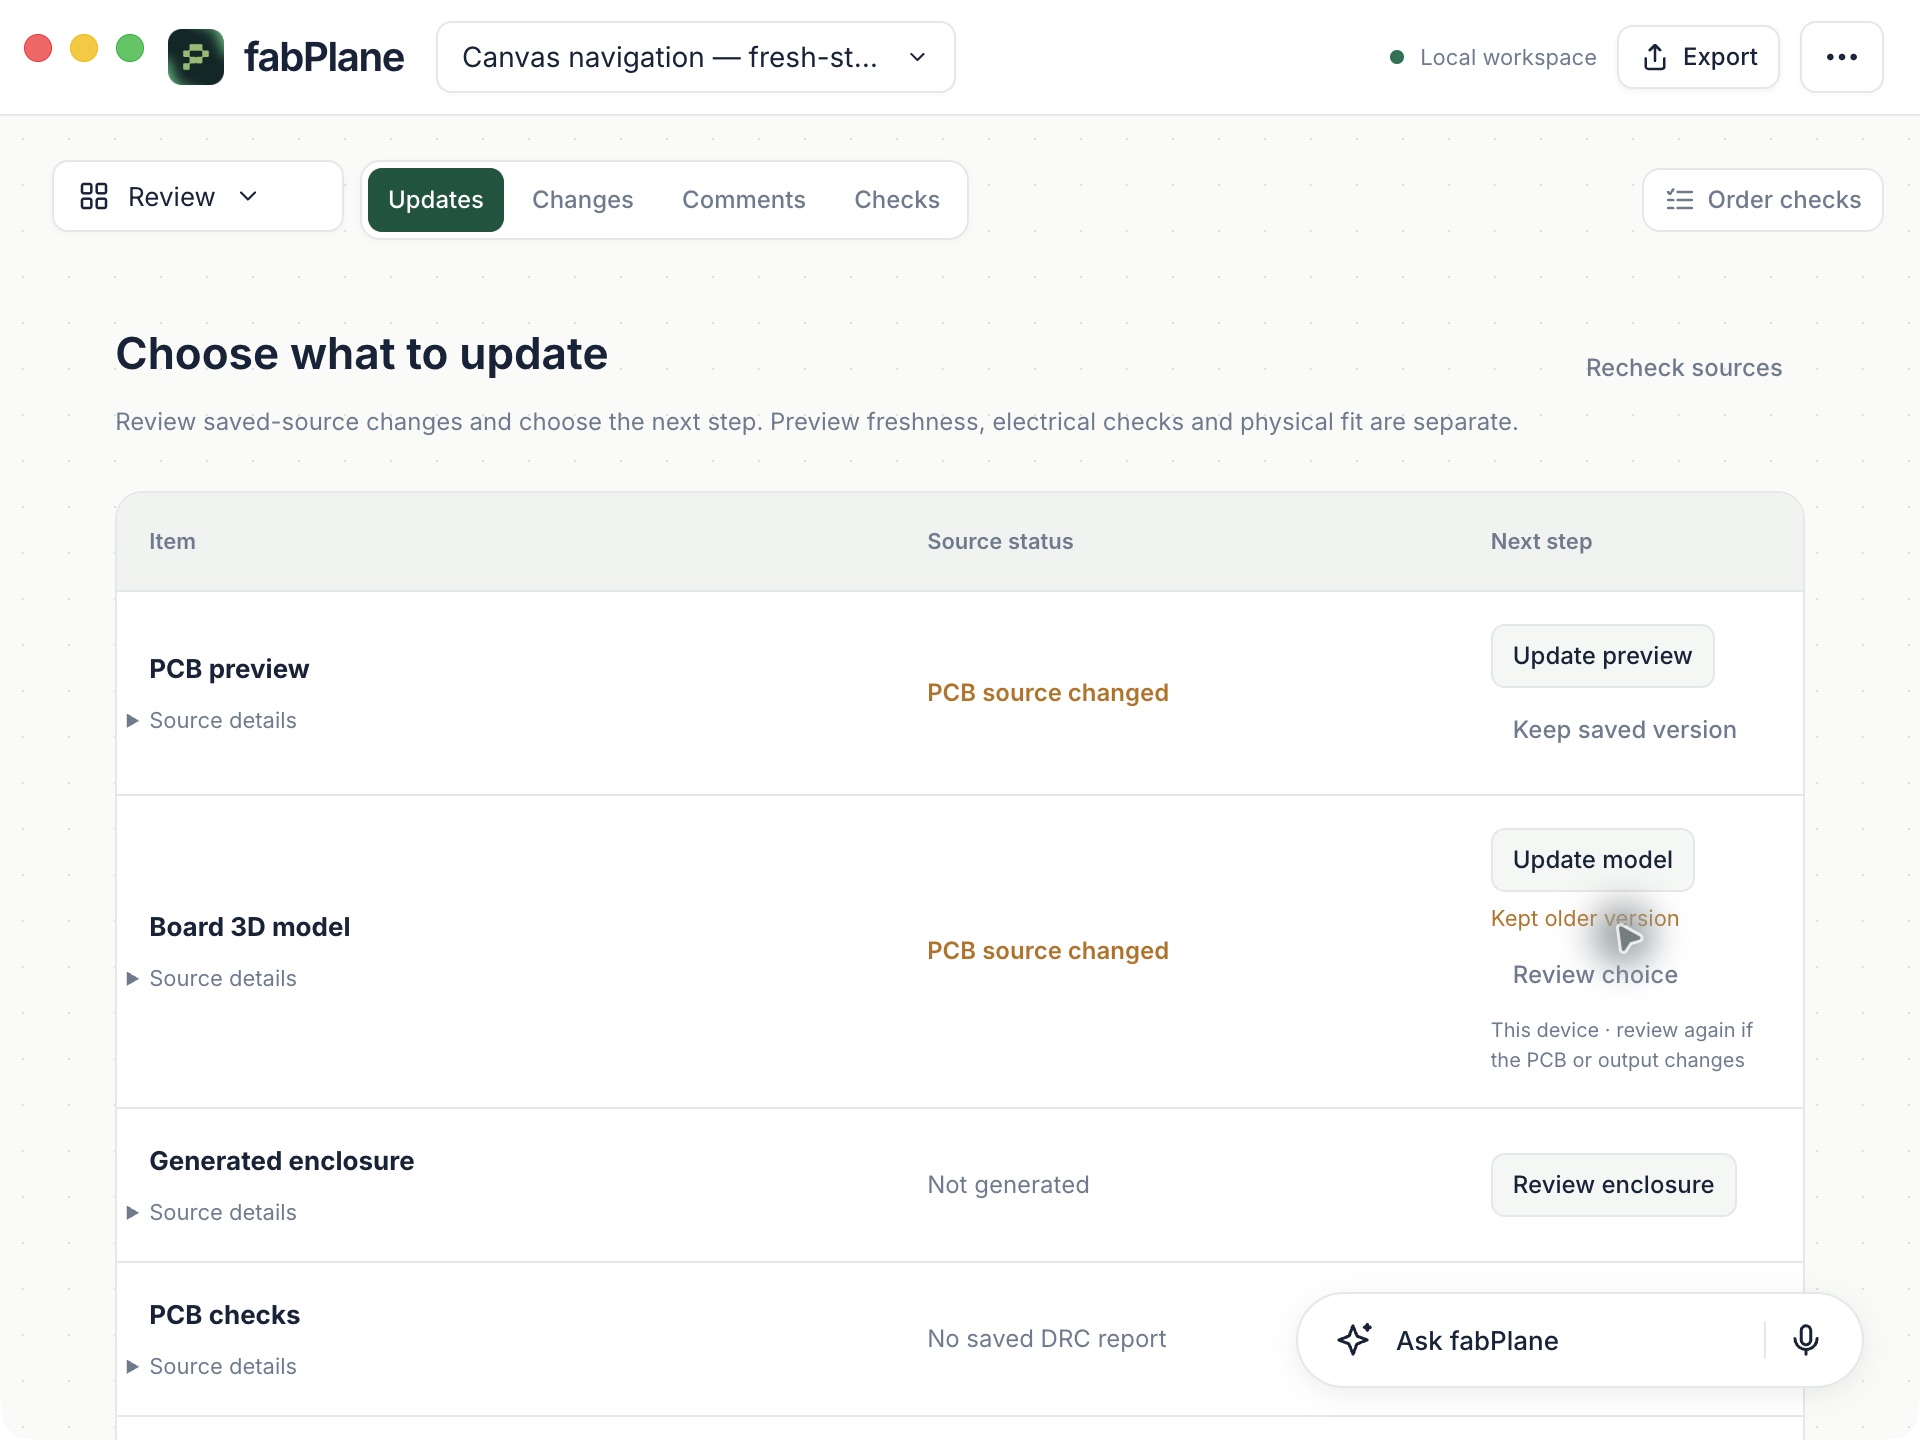 fabPlane
Canvas navigation — fresh-st...
Local workspace
Export
Review
Updates
Changes
Comments
Checks
Order checks
Choose what to update
Recheck sources
Review saved-source changes and choose the next step. Preview freshness, electrical checks and physical fit are separate.
Item
Source status
Next step
PCB preview
Source details
PCB source changed
Update preview
Keep saved version
Board 3D model
Source details
PCB source changed
Update model
Kept older version
Review choice
This device · review again if
the PCB or output changes
Generated enclosure
Source details
Not generated
Review enclosure
PCB checks
Source details
No saved DRC report
Ask fabPlane